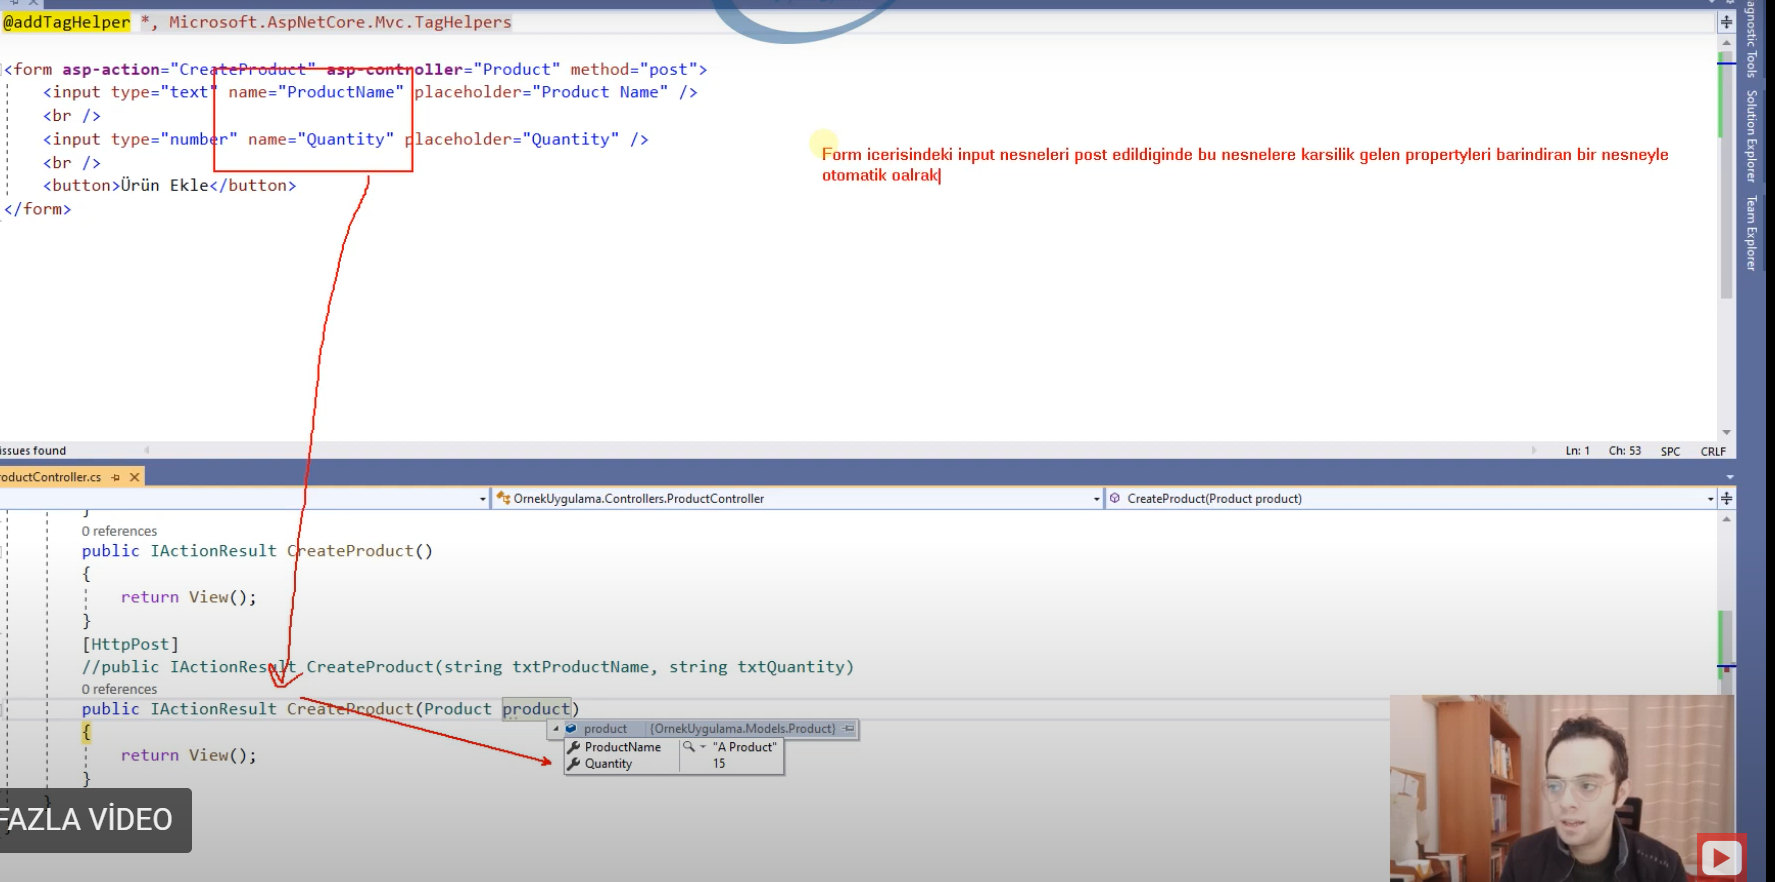 @addTagHelper *, Microsoft.AspNetCore.Mvc.TagHelpers
<form asp-action="CreateProduct" asp-controller="Product" method="post">
<input type="text" name="ProductName" placeholder="Product Name" />
<br />
<input type="number" name="Quantity" placeholder="Quantity" />
<br />
<button>Ürün Ekle</button>
</form>
Form icerisindeki input nesneleri post edildiginde bu nesnelere karsilik gelen propertyleri barindiran bir nesneyle
otomatik oalrak
agnostic Tools
Solution Explorer
Team Explorer
issues found
Ln: 1 Ch: 53 SPC CRLF
oductController.cs
OrnekUygulama.Controllers.ProductController
CreateProduct(Product product)
}
0 references
public IActionResult CreateProduct()
{
return View();
}
[HttpPost]
//public IActionResult CreateProduct(string txtProductName, string txtQuantity)
0 references
public IActionResult CreateProduct(Product product)
{
product {OrnekUygulama.Models.Product}
ProductName "A Product"
return View();
Quantity 15
}
}
FAZLA VİDEO